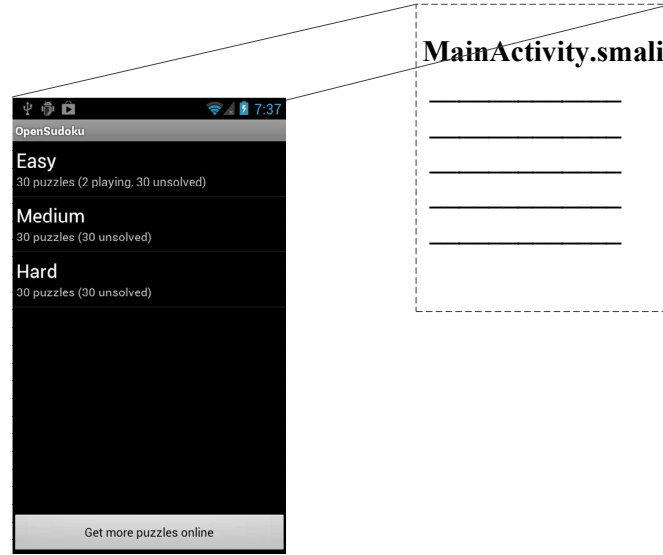 MainActivity.smali
7:37
OpenSudoku
Easy
30 puzzles (2 playing, 30 unsolved)
Medium
30 puzzles (30 unsolved)
Hard
30 puzzles (30 unsolved)
Get more puzzles online